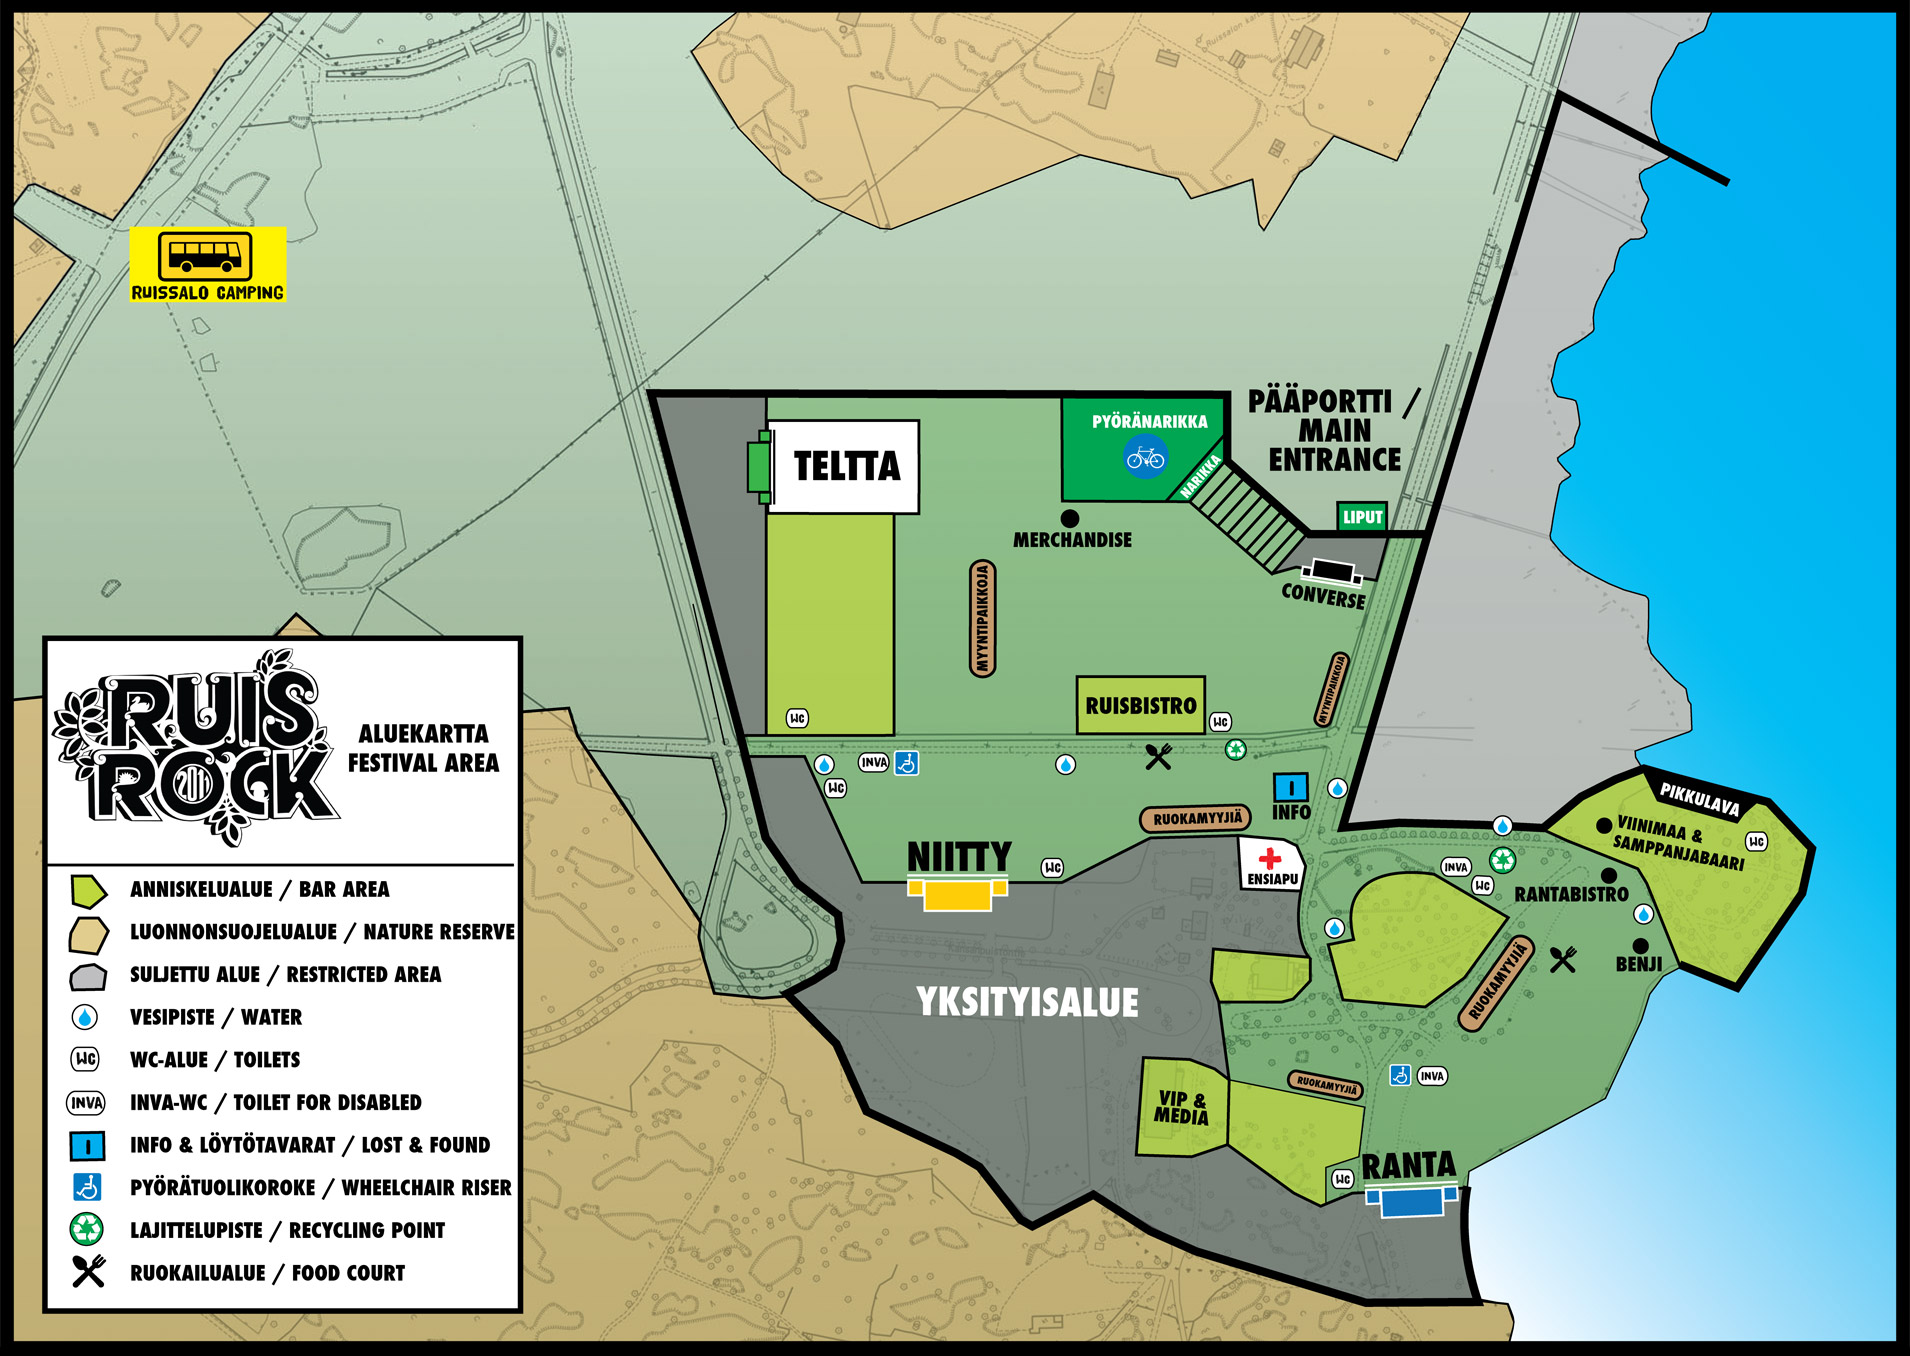 RUISSALO CAMPING
PÄÄPORTTI /
MAIN
ENTRANCE
PYÖRÄNARIKKA
NARIKKA
TELTTA
LIPUT
MERCHANDISE
CONVERSE
MYYNTIPAIKKOJA
MYYNTIPAIKKOJA
RUISBISTRO
WC
WC
INVA
WC
I
INFO
RUOKAMYYJIÄ
PIKKULAVA
VIINIMAA &
SAMPPANJABAARI
WC
NIITTY
WC
ENSIAPU
INVA
WC
RANTABISTRO
RUOKAMYYJIÄ
BENJI
YKSITYISALUE
RUOKAMYYJIÄ
INVA
VIP &
MEDIA
WC
RANTA
RUIS
ROCK
2011
ALUEKARTTA
FESTIVAL AREA
ANNISKELUALUE / BAR AREA
LUONNONSUOJELUALUE / NATURE RESERVE
SULJETTU ALUE / RESTRICTED AREA
VESIPISTE / WATER
WC WC-ALUE / TOILETS
INVA INVA-WC / TOILET FOR DISABLED
I INFO & LÖYTÖTAVARAT / LOST & FOUND
PYÖRÄTUOLIKOROKE / WHEELCHAIR RISER
LAJITTELUPISTE / RECYCLING POINT
RUOKAILUALUE / FOOD COURT